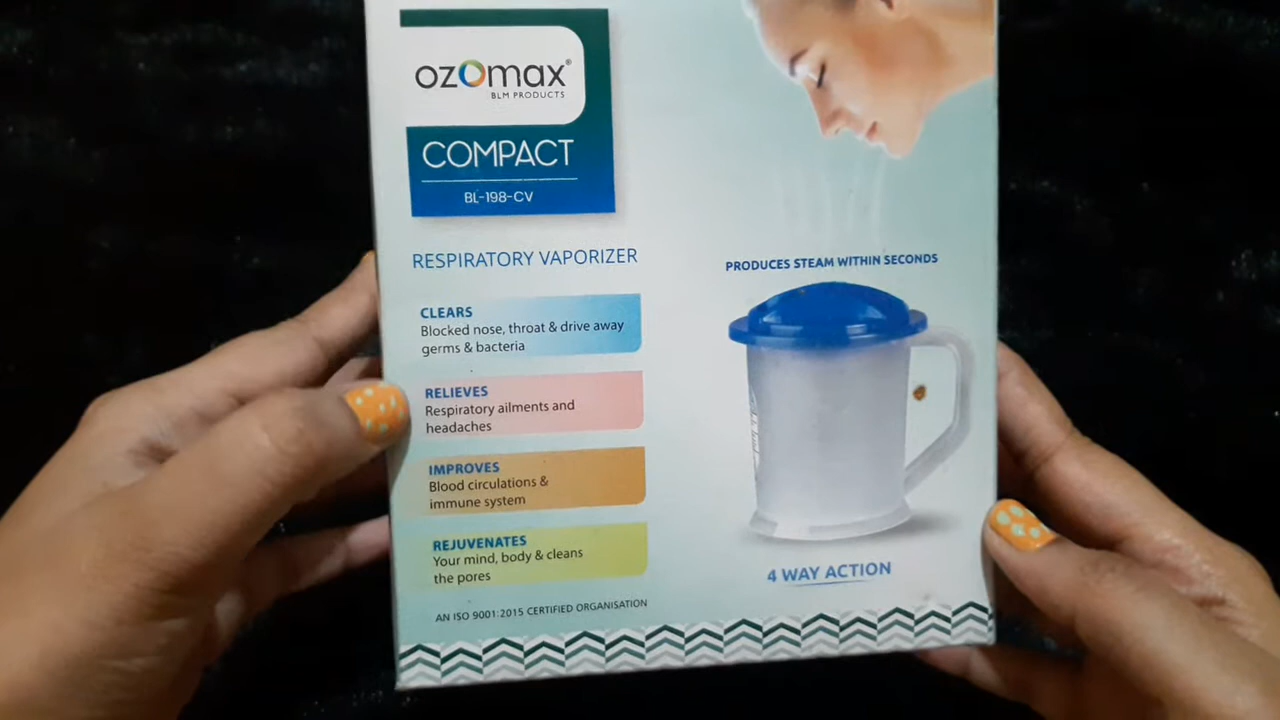 ozomax®
BLM PRODUCTS
COMPACT
BL-198-CV
RESPIRATORY VAPORIZER
CLEARS
Blocked nose, throat & drive away
germs & bacteria
RELIEVES
Respiratory ailments and
headaches
IMPROVES
Blood circulations &
immune system
REJUVENATES
Your mind, body & cleans
the pores
AN ISO 9001:2015 CERTIFIED ORGANISATION
PRODUCES STEAM WITHIN SECONDS
4 WAY ACTION